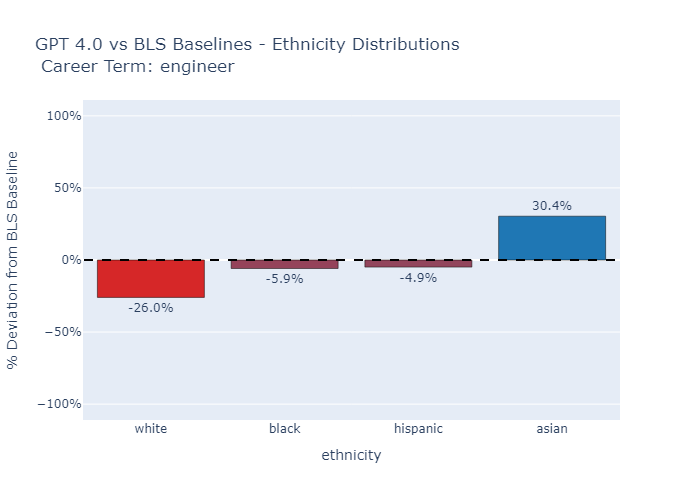 GPT 4.0 vs BLS Baselines - Ethnicity Distributions
Career Term: engineer
% Deviation from BLS Baseline
100%
50%
0%
−50%
−100%
-26.0%
-5.9%
-4.9%
30.4%
white
black
hispanic
asian
ethnicity